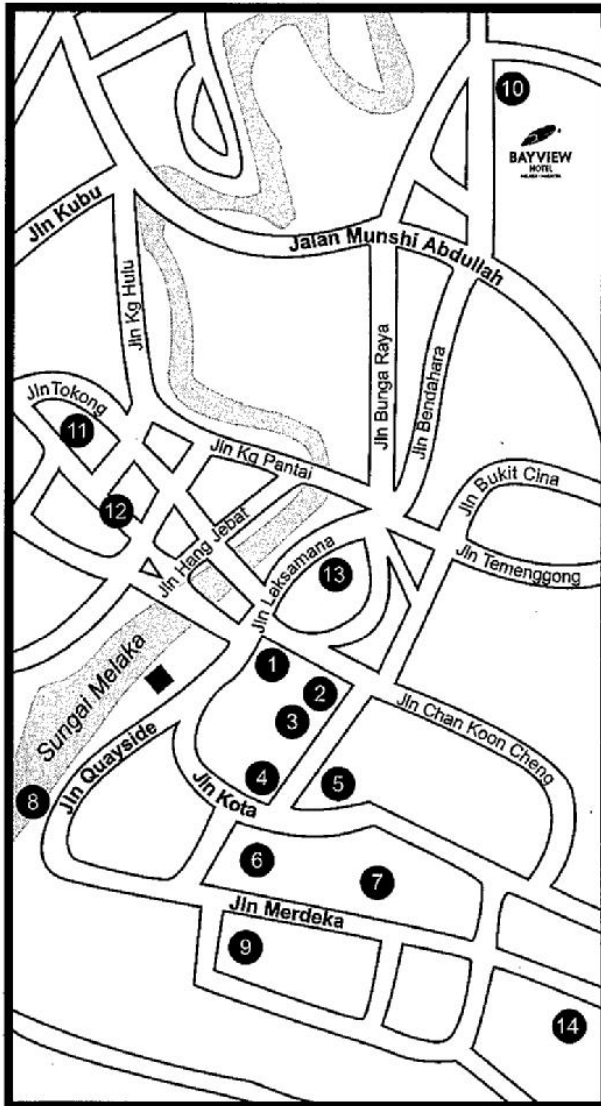 10
BAYVIEW
HOTEL
Jln Kubu
Jalan Munshi Abdullah
Jln Kg Hulu
Jln Bunga Raya
Jln Bendahara
Jln Tokong
11
Jln Kg Pantai
Jln Bukit Cina
12
Jln Hang Jebat
Jln Laksamana
13
Jln Temenggong
Sungai Melaka
1
2
3
Jln Chan Koon Cheng
Jln Quayside
4
5
8
Jln Kota
6
7
Jln Merdeka
9
14